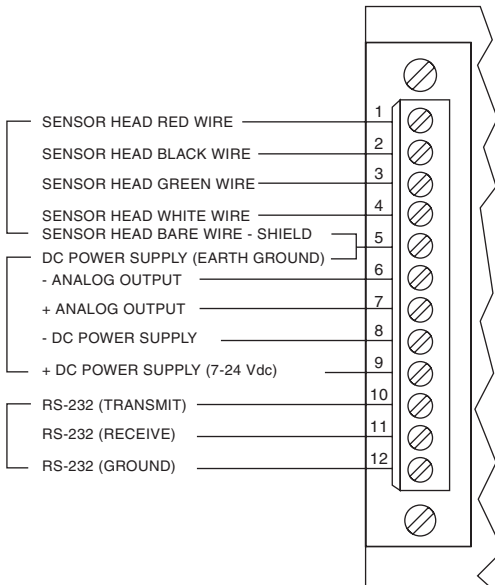 SENSOR HEAD RED WIRE 1
SENSOR HEAD BLACK WIRE 2
SENSOR HEAD GREEN WIRE 3
SENSOR HEAD WHITE WIRE 4
SENSOR HEAD BARE WIRE - SHIELD
5
DC POWER SUPPLY (EARTH GROUND)
- ANALOG OUTPUT 6
+ ANALOG OUTPUT 7
- DC POWER SUPPLY 8
+ DC POWER SUPPLY (7-24 Vdc) 9
RS-232 (TRANSMIT) 10
RS-232 (RECEIVE) 11
RS-232 (GROUND) 12